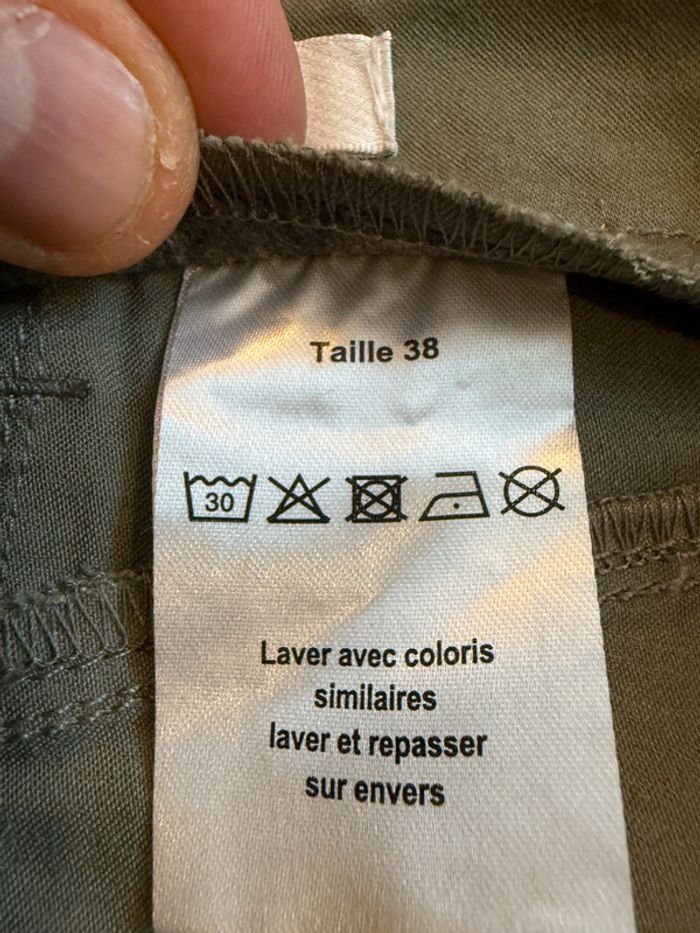 Taille 38
30
Laver avec coloris
similaires
laver et repasser
sur envers